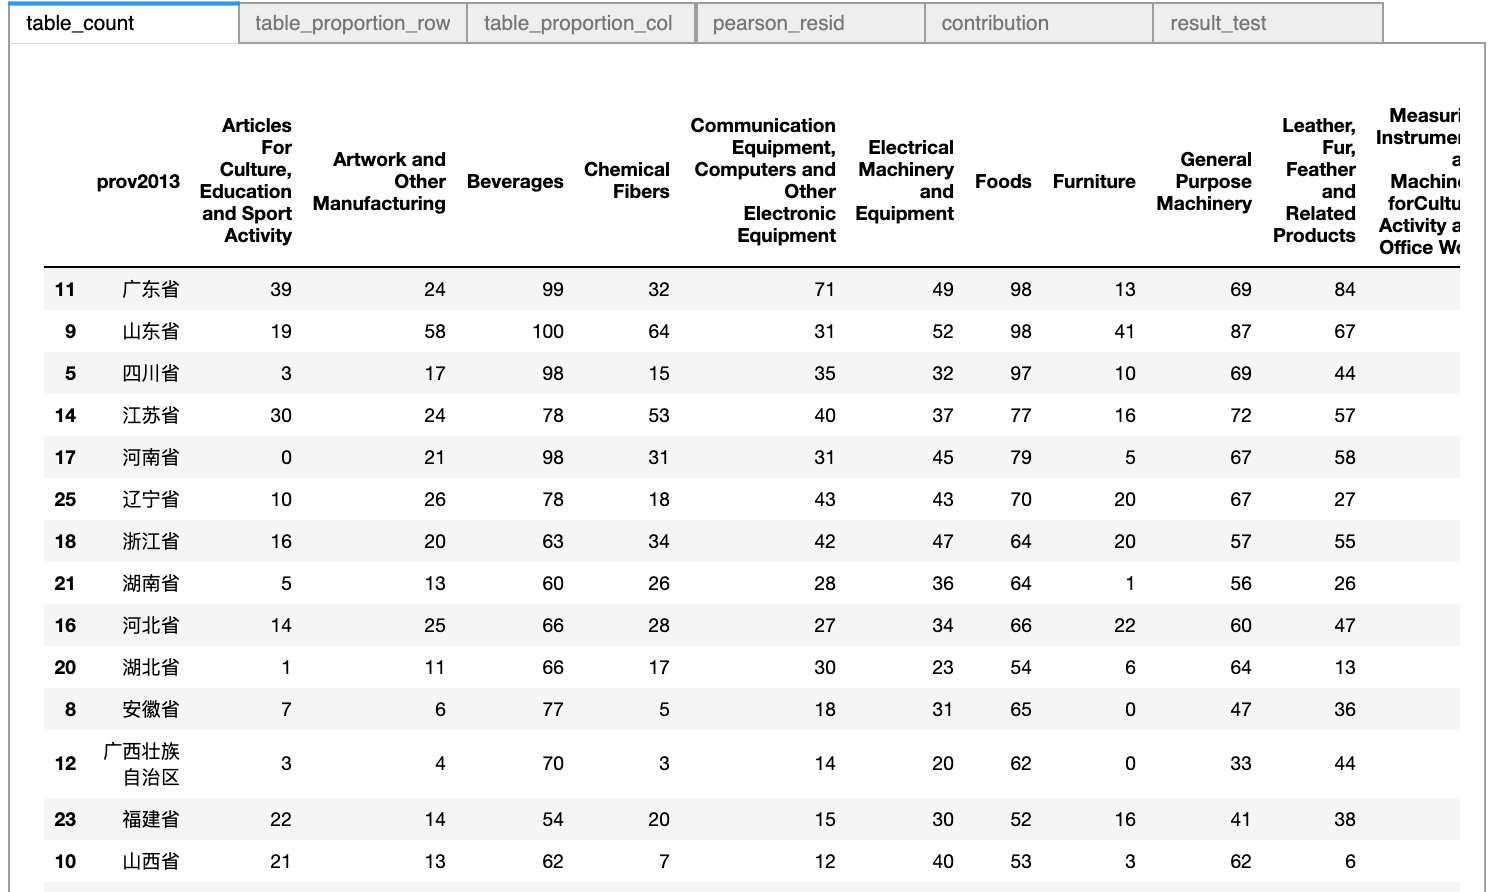 table_count table_proportion_row table_proportion_col pearson_resid contribution result_test
Articles
For
Culture,
Education
and Sport
Activity
Artwork and
Other
Manufacturing
Beverages
Chemical
Fibers
Communication
Equipment,
Computers and
Other
Electronic
Equipment
Electrical
Machinery
and
Equipment
Foods
Furniture
General
Purpose
Machinery
Leather,
Fur,
Feather
and
Related
Products
Measuri
Instrumer
a
Machine
forCultu
Activity a
Office Wo
prov2013
11 广东省 39 24 99 32 71 49 98 13 69 84
9 山东省 19 58 100 64 31 52 98 41 87 67
5 四川省 3 17 98 15 35 32 97 10 69 44
14 江苏省 30 24 78 53 40 37 77 16 72 57
17 河南省 0 21 98 31 31 45 79 5 67 58
25 辽宁省 10 26 78 18 43 43 70 20 67 27
18 浙江省 16 20 63 34 42 47 64 20 57 55
21 湖南省 5 13 60 26 28 36 64 1 56 26
16 河北省 14 25 66 28 27 34 66 22 60 47
20 湖北省 1 11 66 17 30 23 54 6 64 13
8 安徽省 7 6 77 5 18 31 65 0 47 36
12 广西壮族
自治区 3 4 70 3 14 20 62 0 33 44
23 福建省 22 14 54 20 15 30 52 16 41 38
10 山西省 21 13 62 7 12 40 53 3 62 6